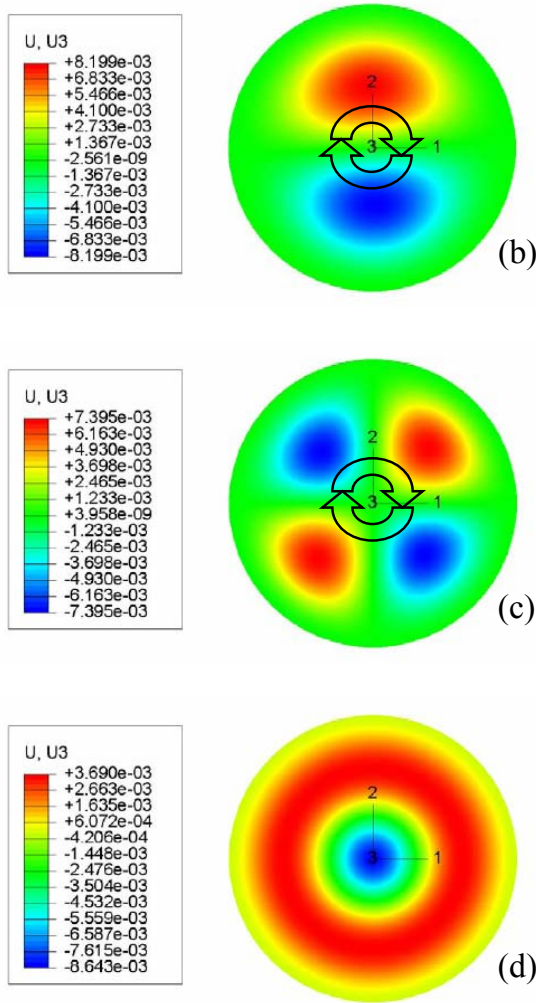 U, U3
+8.199e-03
+6.833e-03
+5.466e-03
+4.100e-03
+2.733e-03
+1.367e-03
-2.561e-09
-1.367e-03
-2.733e-03
-4.100e-03
-5.466e-03
-6.833e-03
-8.199e-03
2
3
1
(b)
U, U3
+7.395e-03
+6.163e-03
+4.930e-03
+3.698e-03
+2.465e-03
+1.233e-03
+3.958e-09
-1.233e-03
-2.465e-03
-3.698e-03
-4.930e-03
-6.163e-03
-7.395e-03
2
3
1
(c)
U, U3
+3.690e-03
+2.663e-03
+1.635e-03
+6.072e-04
-4.206e-04
-1.448e-03
-2.476e-03
-3.504e-03
-4.532e-03
-5.559e-03
-6.587e-03
-7.615e-03
-8.643e-03
2
3
1
(d)